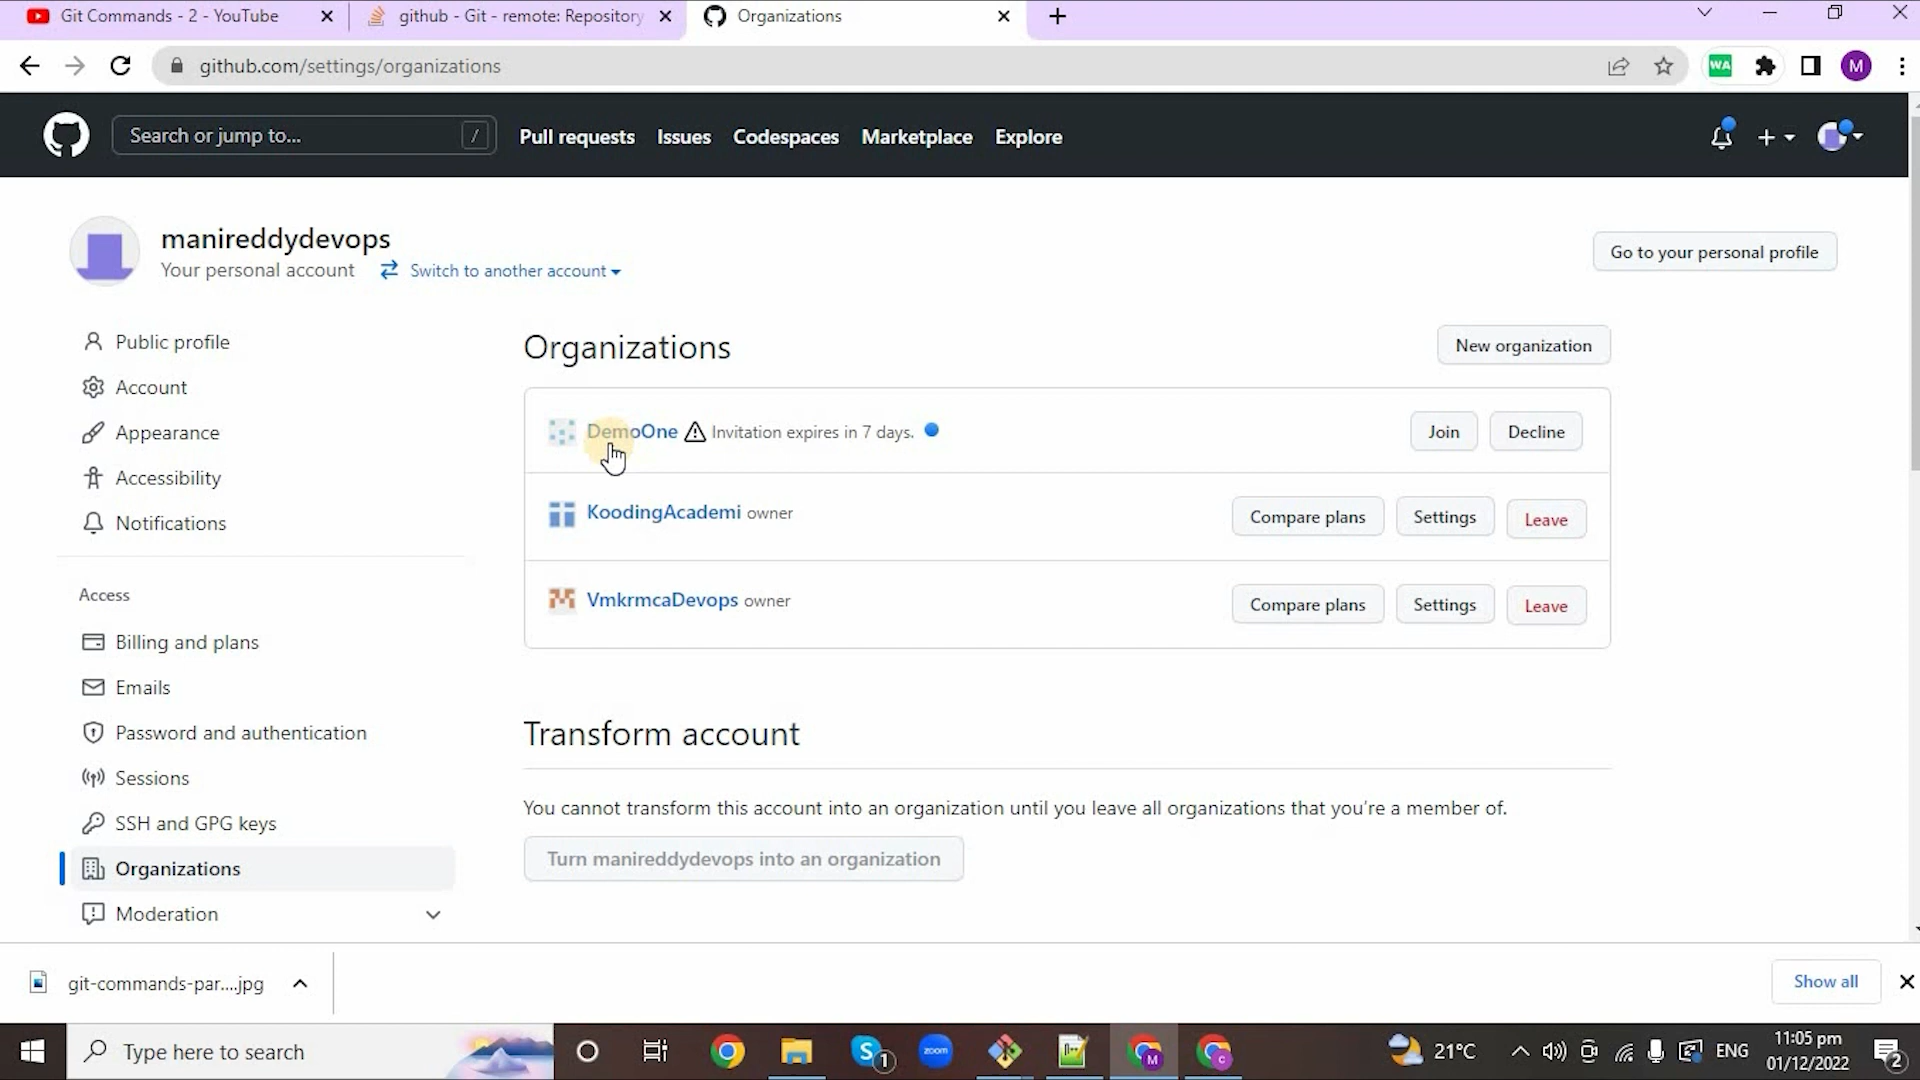 Git Commands - 2 - YouTube
github - Git - remote: Repository
Organizations
github.com/settings/organizations
WA
M
Search or jump to...
/
Pull requests
Issues
Codespaces
Marketplace
Explore
manireddydevops
Your personal account
Switch to another account
Go to your personal profile
Public profile
Account
Appearance
Accessibility
Notifications
Access
Billing and plans
Emails
Password and authentication
Sessions
SSH and GPG keys
Organizations
Moderation
Organizations
New organization
DemoOne Invitation expires in 7 days.
Join
Decline
KoodingAcademi owner
Compare plans
Settings
Leave
VmkrmcaDevops owner
Compare plans
Settings
Leave
Transform account
You cannot transform this account into an organization until you leave all organizations that you're a member of.
Turn manireddydevops into an organization
git-commands-par....jpg
Show all
Type here to search
S
1
zoom
M
C
21°C
ENG
11:05 pm
01/12/2022
2